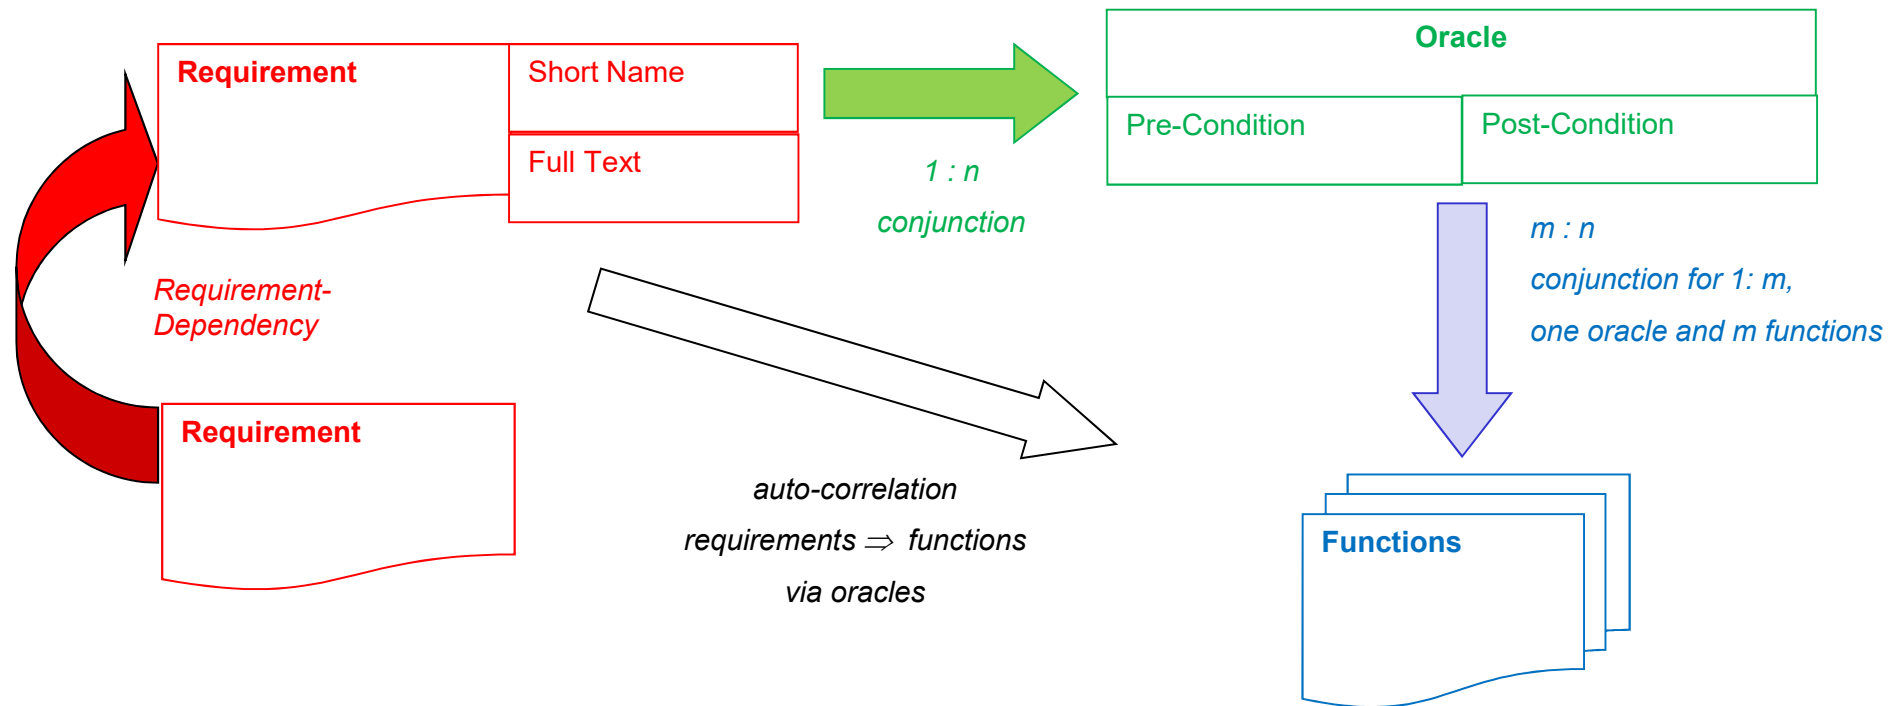 Requirement
Short Name
Full Text
1 : n
conjunction
Oracle
Pre-Condition
Post-Condition
m : n
conjunction for 1: m,
one oracle and m functions
Requirement-
Dependency
Requirement
auto-correlation
requirements ⇒ functions
via oracles
Functions